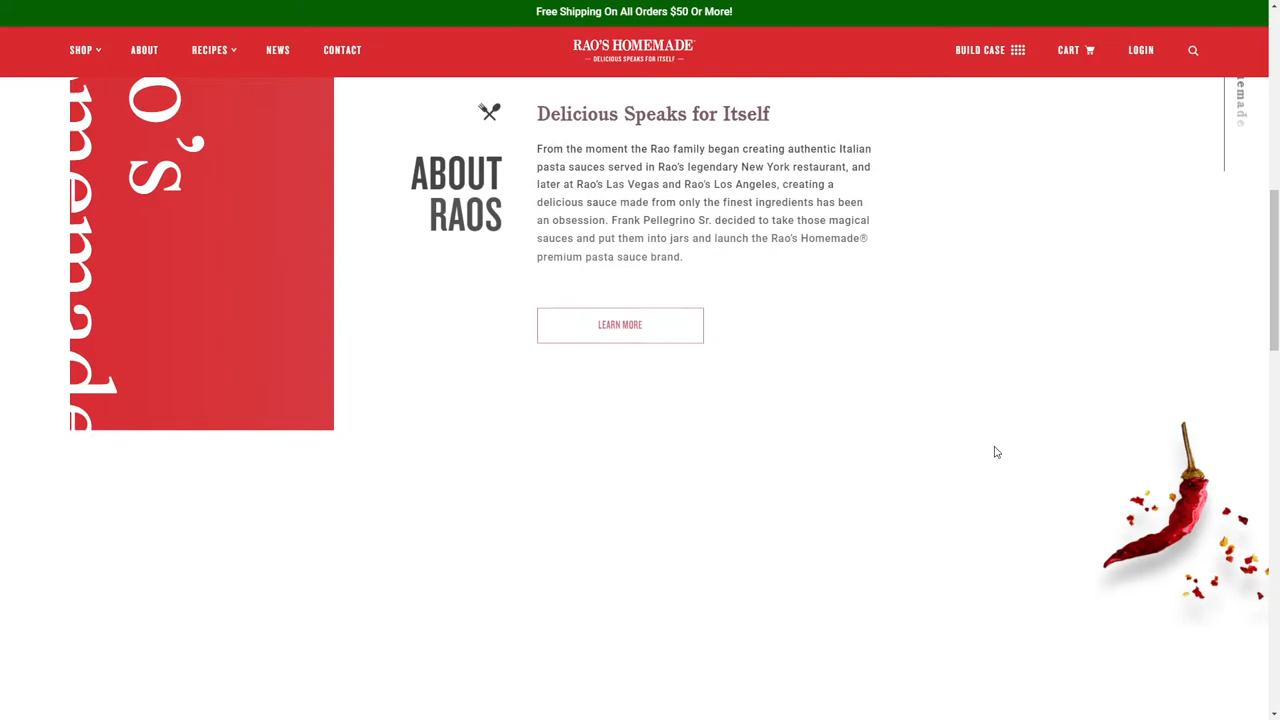 Free Shipping On All Orders $50 Or More!
SHOP ABOUT RECIPES NEWS CONTACT
RAO'S HOMEMADE®
— DELICIOUS SPEAKS FOR ITSELF —
BUILD CASE CART LOGIN
o's
memade
emade
Delicious Speaks for Itself
ABOUT
RAOS
From the moment the Rao family began creating authentic Italian
pasta sauces served in Rao's legendary New York restaurant, and
later at Rao's Las Vegas and Rao's Los Angeles, creating a
delicious sauce made from only the finest ingredients has been
an obsession. Frank Pellegrino Sr. decided to take those magical
sauces and put them into jars and launch the Rao's Homemade®
premium pasta sauce brand.
LEARN MORE